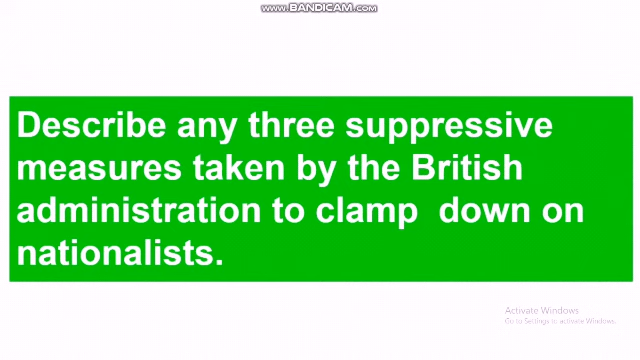 www.BANDICAM.com
Describe any three suppressive
measures taken by the British
administration to clamp  down on
nationalists.
Activate Windows
Go to Settings to activate Windows.